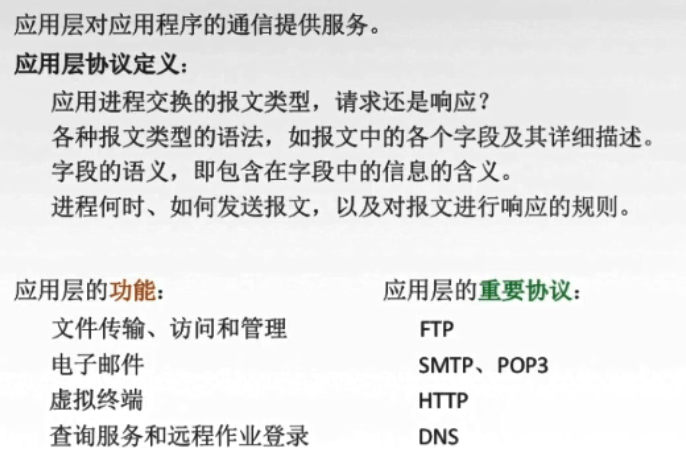 应用层对应用程序的通信提供服务。
应用层协议定义：
应用进程交换的报文类型，请求还是响应？
各种报文类型的语法，如报文中的各个字段及其详细描述。
字段的语义，即包含在字段中的信息的含义。
进程何时、如何发送报文，以及对报文进行响应的规则。
应用层的功能：
文件传输、访问和管理
电子邮件
虚拟终端
查询服务和远程作业登录
应用层的重要协议：
FTP
SMTP、POP3
HTTP
DNS